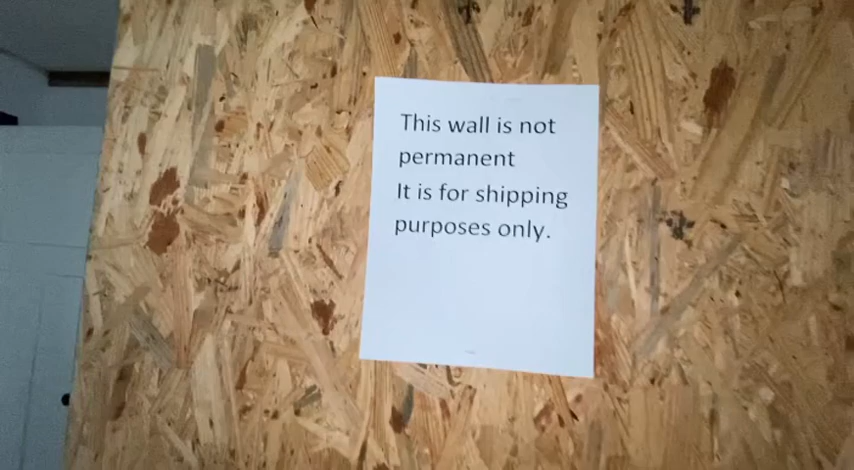 This wall is not
permanent
It is for shipping
purposes only.